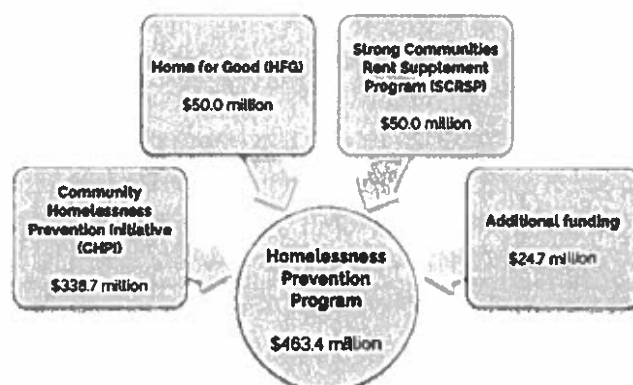 Home for Good (HFG)
$50.0 million
Strong Communities
Rent Supplement
Program (SCRSP)
$50.0 million
Community
Homelessness
Prevention Initiative
(CHPI)
$338.7 million
Additional funding
$24.7 million
Homelessness
Prevention
Program
$463.4 million